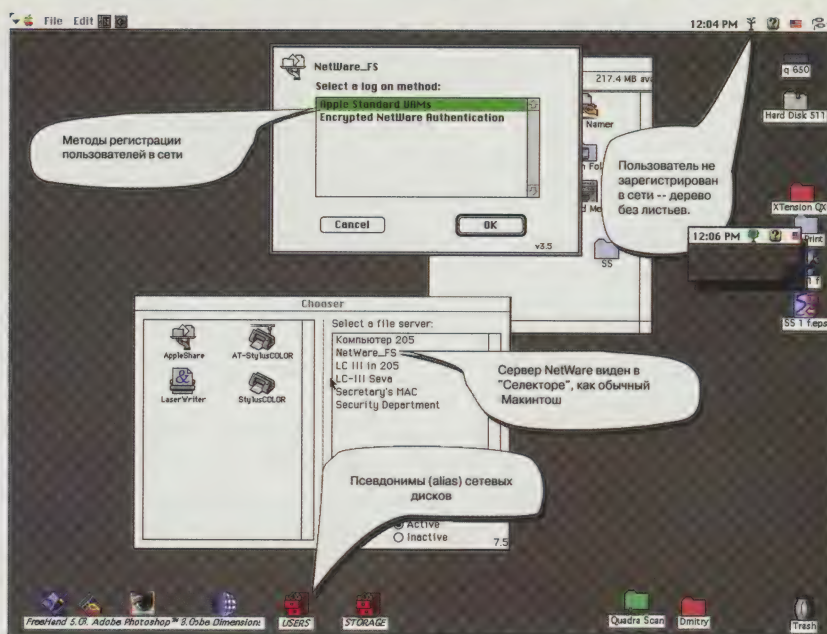 File Edit
12:04 PM
NetWare_FS
Select a log on method:
Apple Standard UAMs
Encrypted NetWare Authentication
Cancel
OK
v3.5
Методы регистрации
пользователей в сети
217.4 MB
Namer
SS
q 650
Hard Disk 511
Пользователь не
зарегистрирован
в сети -- дерево
без листьев.
XTension QX
Print
12:06 PM
1 f
SS 1 f.eps
Chooser
AppleShare
AT-StylusCOLOR
LaserWriter
StylusCOLOR
Select a file server:
Компьютер 205
NetWare_FS
LC III in 205
LC-III Seva
Secretary's MAC
Security Department
Сервер NetWare виден в
"Селекторе", как обычный
Макинтош
Псевдонимы (alias) сетевых
дисков
Active
Inactive
7.5
FreeHand 5.0
Adobe Photoshop™ 3.0
Dimensions
USERS
STORAGE
Quadra Scan
Dmitry
Trash